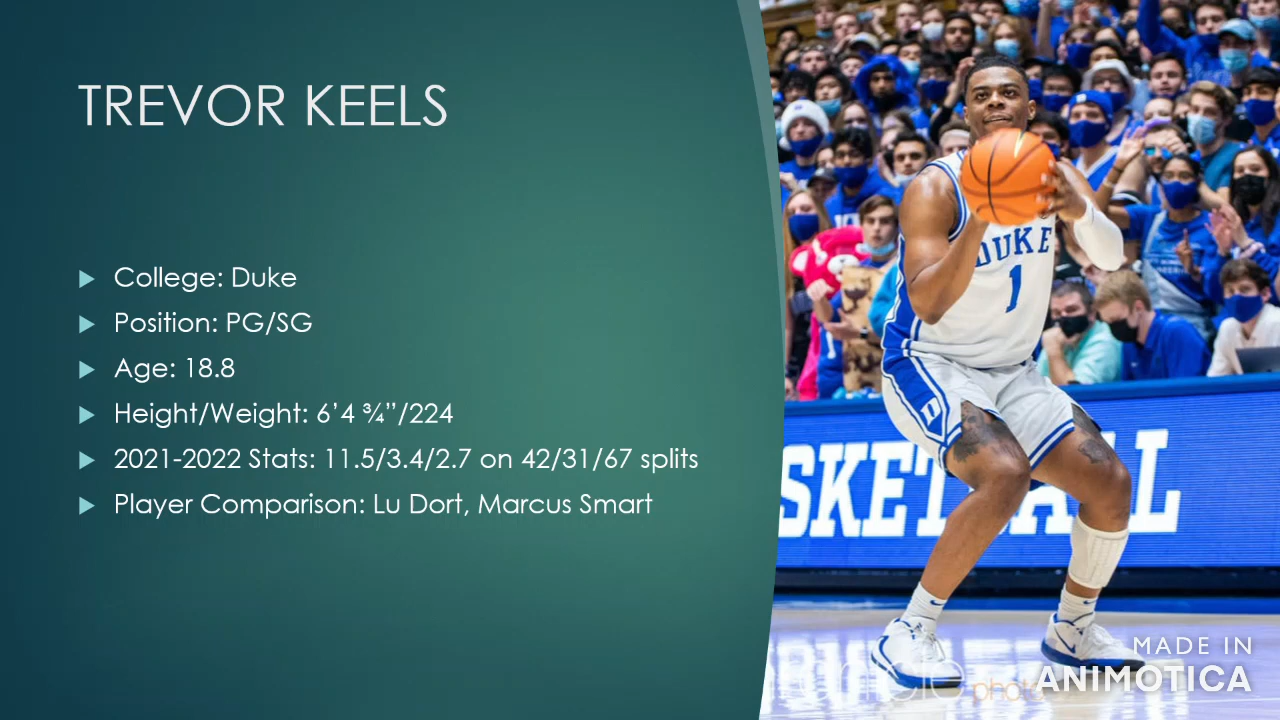 TREVOR KEELS
College: Duke
Position: PG/SG
Age: 18.8
Height/Weight: 6’4 ¾”/224
2021-2022 Stats: 11.5/3.4/2.7 on 42/31/67 splits
Player Comparison: Lu Dort, Marcus Smart
DUKE
1
D
SKETBALL
MADE IN
ANIMOTICA